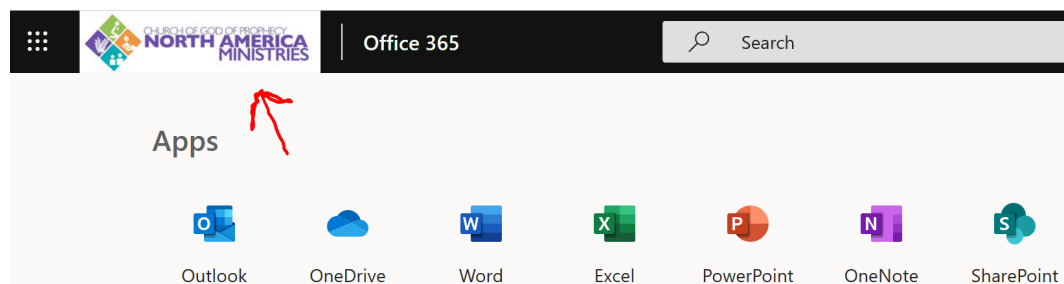 CHURCH OF GOD OF PROPHECY
NORTH AMERICA
MINISTRIES
Office 365
Search
Apps
Outlook
OneDrive
Word
Excel
PowerPoint
OneNote
SharePoint